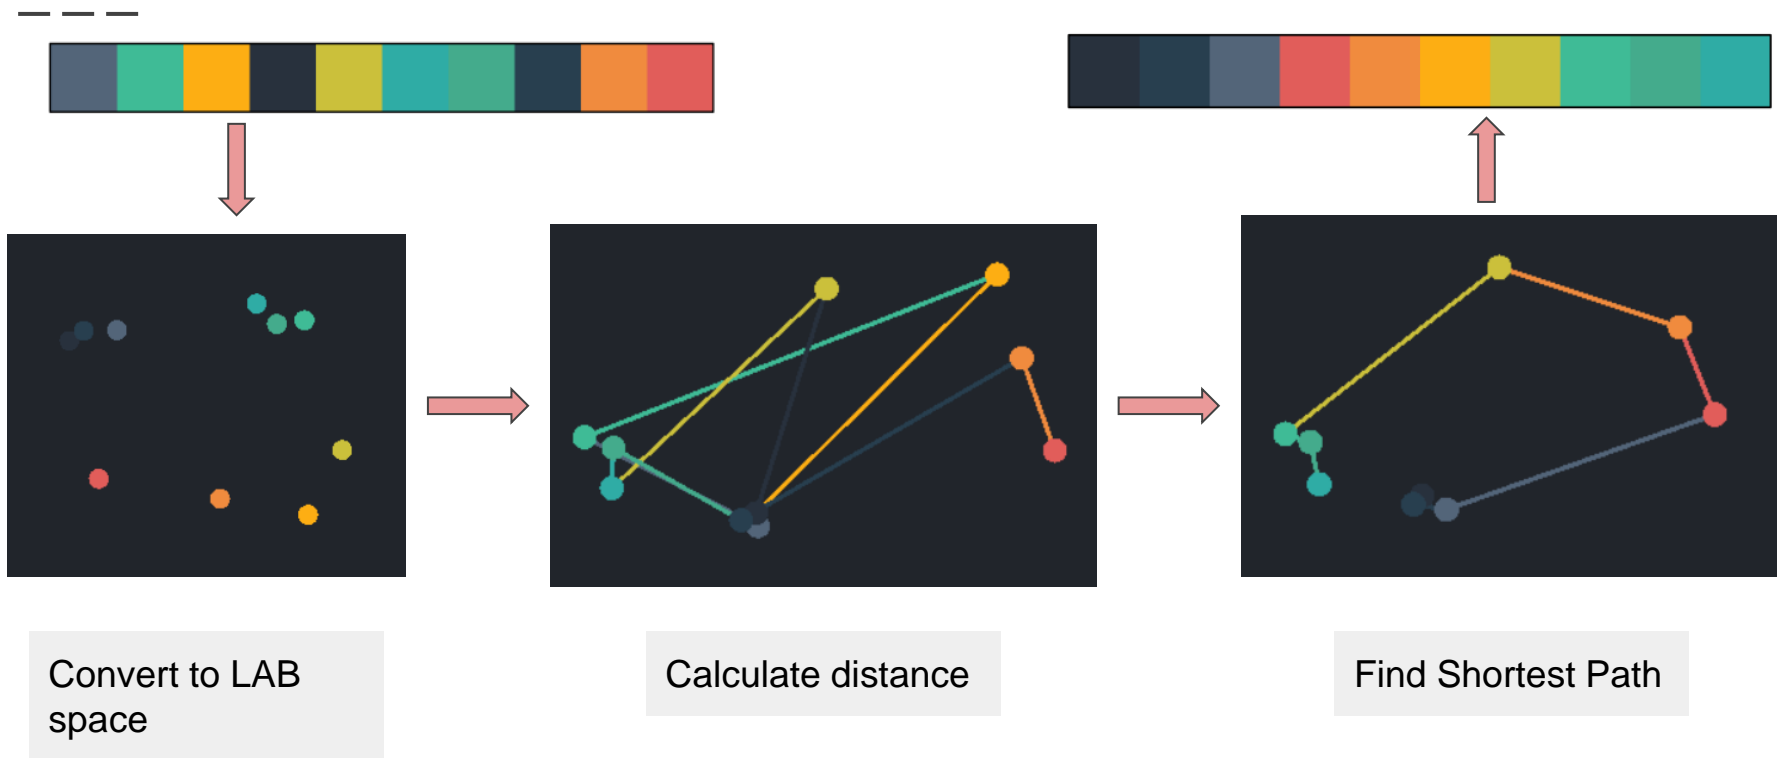 Convert to LAB
space
Calculate distance
Find Shortest Path